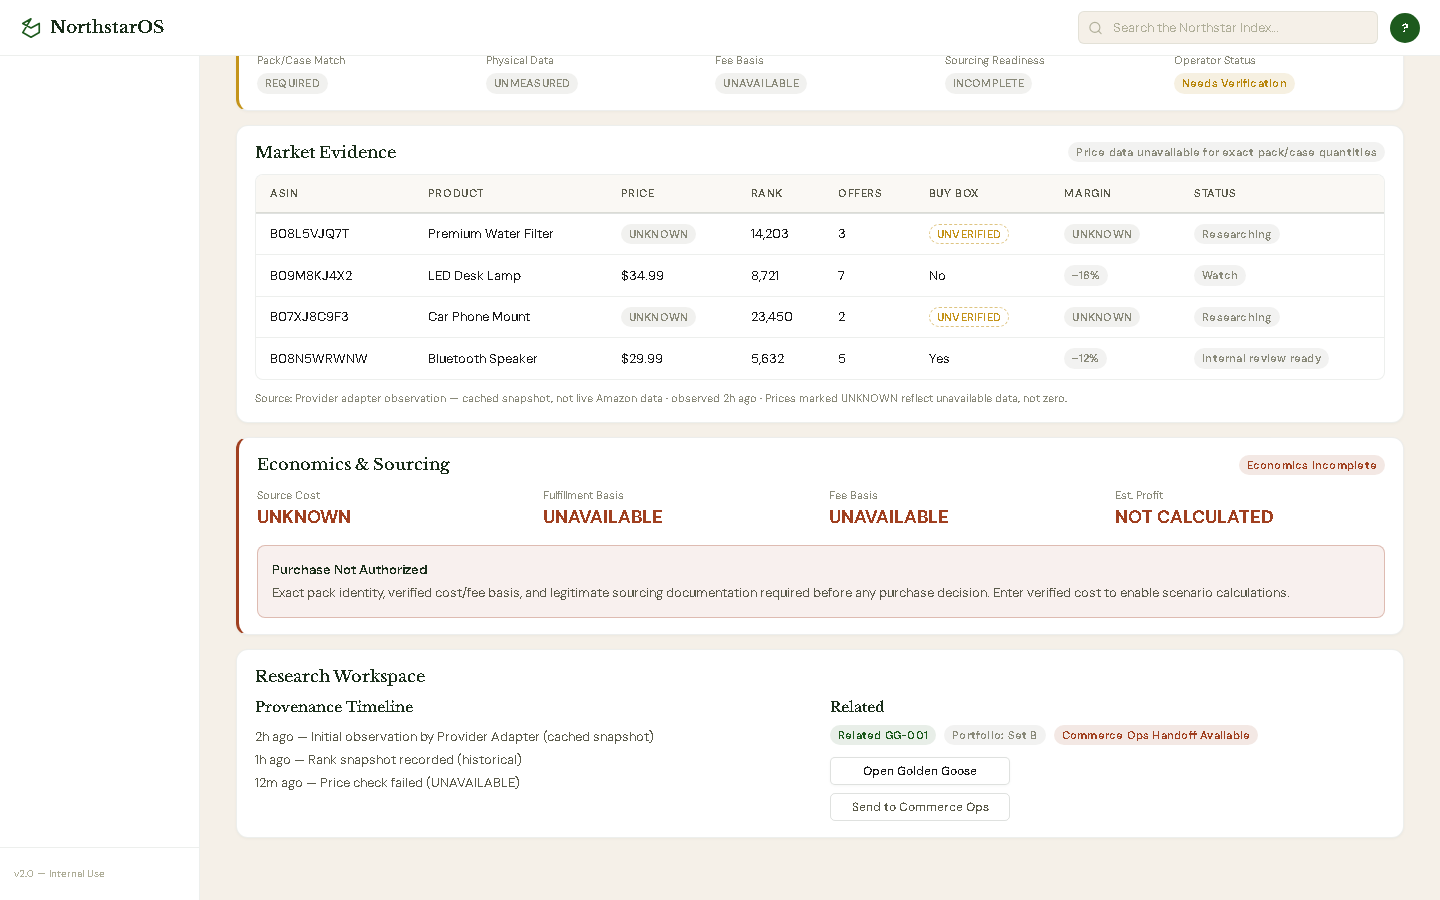 NorthstarOS
Search the Northstar Index...
?
Pack/Case Match Physical Data Fee Basis Sourcing Readiness Operator Status
REQUIRED UNMEASURED UNAVAILABLE INCOMPLETE Needs Verification
Market Evidence
Price data unavailable for exact pack/case quantities
ASIN PRODUCT PRICE RANK OFFERS BUY BOX MARGIN STATUS
B08L5VJQ7T Premium Water Filter UNKNOWN 14,203 3 UNVERIFIED UNKNOWN Researching
B09M8KJ4X2 LED Desk Lamp $34.99 8,721 7 No ~18% Watch
B07XJ8C9F3 Car Phone Mount UNKNOWN 23,450 2 UNVERIFIED UNKNOWN Researching
B08N5WRWNW Bluetooth Speaker $29.99 5,632 5 Yes ~12% Internal review ready
Source: Provider adapter observation — cached snapshot, not live Amazon data · observed 2h ago · Prices marked UNKNOWN reflect unavailable data, not zero.
Economics & Sourcing
Economics Incomplete
Source Cost Fulfillment Basis Fee Basis Est. Profit
UNKNOWN UNAVAILABLE UNAVAILABLE NOT CALCULATED
Purchase Not Authorized
Exact pack identity, verified cost/fee basis, and legitimate sourcing documentation required before any purchase decision. Enter verified cost to enable scenario calculations.
Research Workspace
Provenance Timeline
2h ago — Initial observation by Provider Adapter (cached snapshot)
1h ago — Rank snapshot recorded (historical)
12m ago — Price check failed (UNAVAILABLE)
Related
Related GG-001 Portfolio: Set B Commerce Ops Handoff Available
Open Golden Goose
Send to Commerce Ops
v2.0 — Internal Use